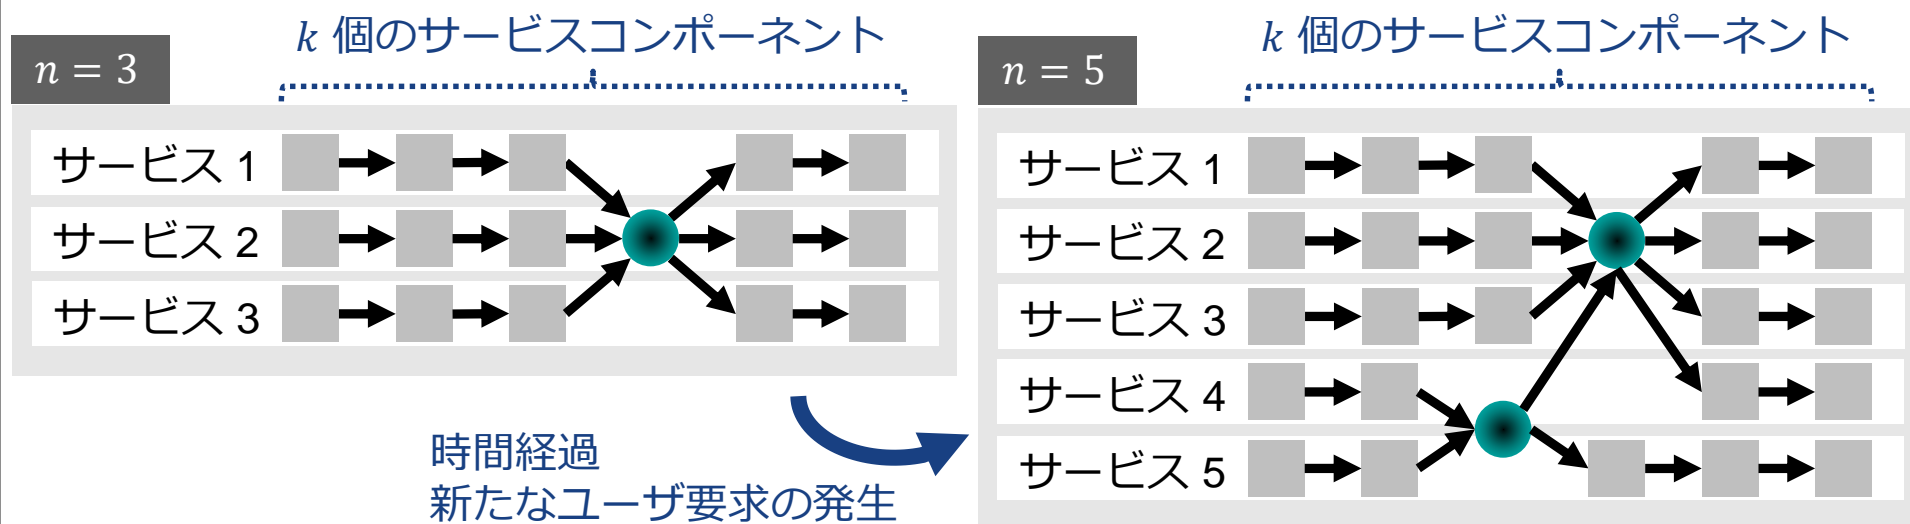 n = 3
k 個のサービスコンポーネント
サービス 1
サービス 2
サービス 3
時間経過
新たなユーザ要求の発生
n = 5
k 個のサービスコンポーネント
サービス 1
サービス 2
サービス 3
サービス 4
サービス 5